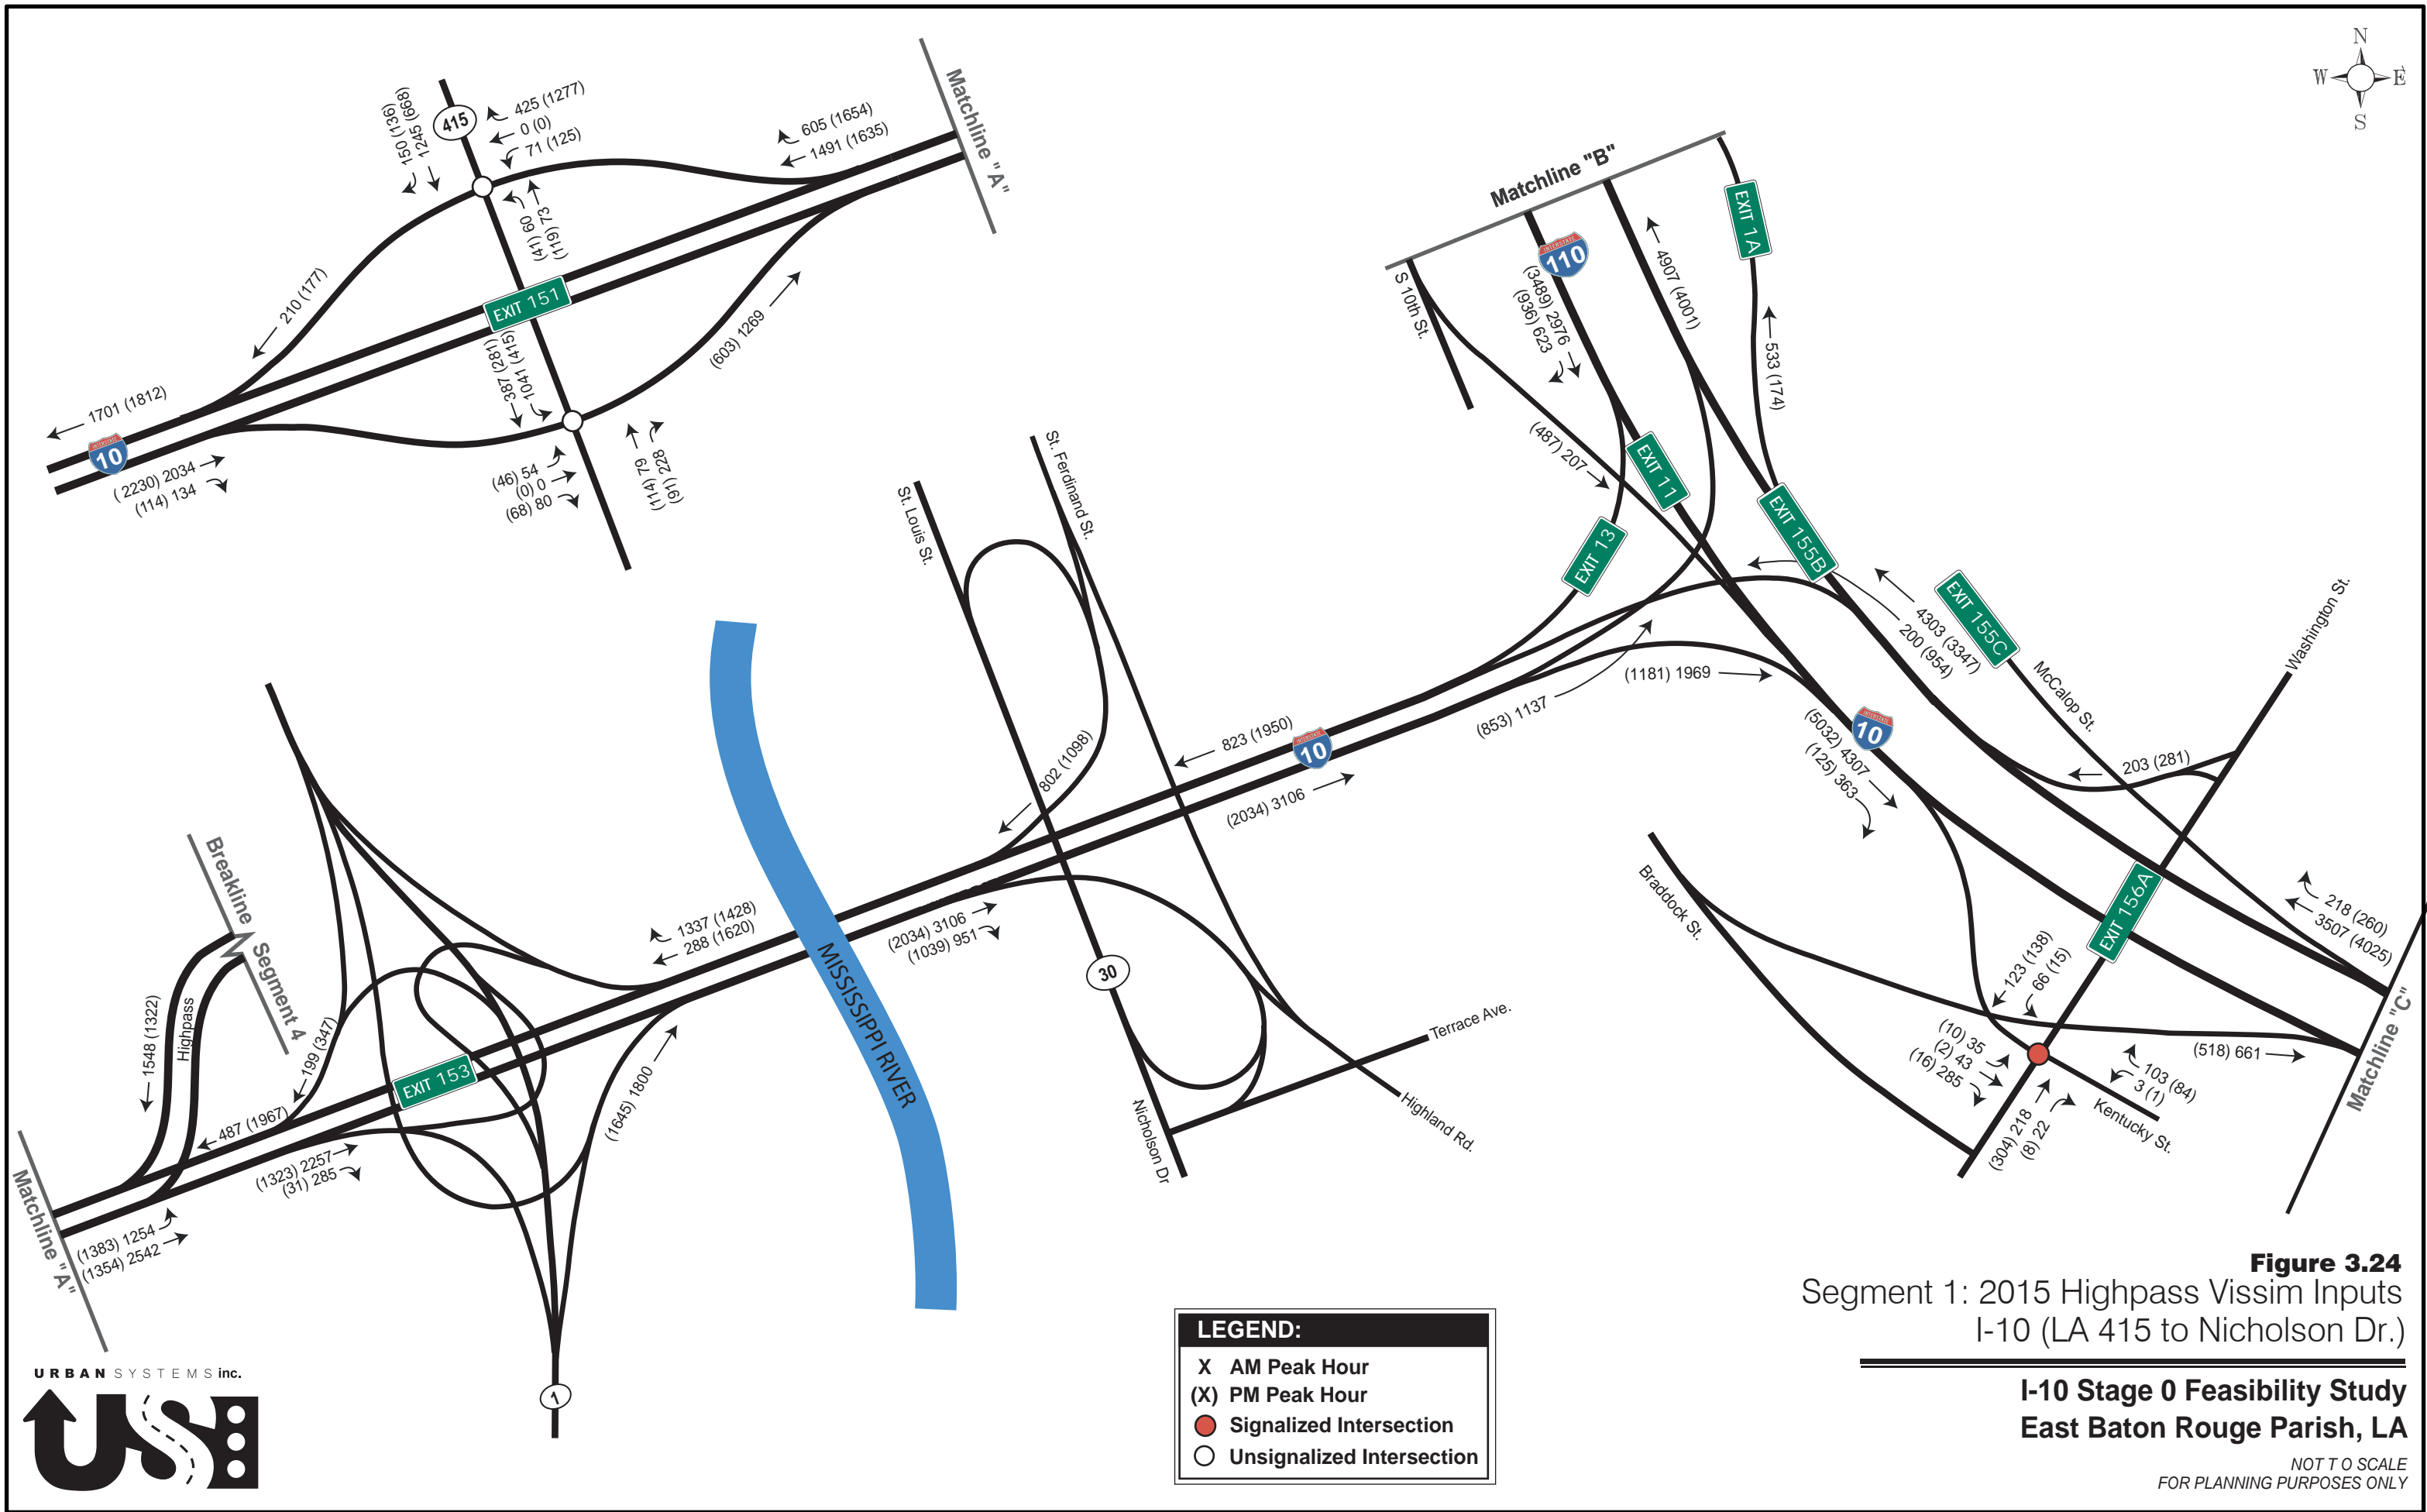 N
W
E
S
415
150 (136)
1245 (668)
425 (1277)
0 (0)
71 (125)
605 (1654)
1491 (1635)
Matchline "A"
(41) 60
(119) 73
210 (177)
EXIT 151
387 (281)
1041 (415)
(603) 1269
1701 (1812)
INTERSTATE
10
( 2230) 2034
(114) 134
(46) 54
(0) 0
(68) 80
(114) 79
(91) 228
Matchline "B"
S 10th St.
INTERSTATE
110
(3489) 2976
(936) 623
4907 (4001)
EXIT 1A
533 (174)
(487) 207
EXIT 11
EXIT 13
EXIT 155B
EXIT 155C
4303 (3347)
200 (954)
McCalop St.
Washington St.
St. Louis St.
St. Ferdinand St.
(1181) 1969
(853) 1137
823 (1950)
INTERSTATE
10
(2034) 3106
802 (1098)
INTERSTATE
10
(5032) 4307
(125) 363
203 (281)
Braddock St.
EXIT 156A
218 (260)
3507 (4025)
Matchline "C"
123 (138)
66 (15)
(10) 35
(2) 43
(16) 285
103 (84)
3 (1)
(304) 218
(8) 22
Kentucky St.
(518) 661
Breakline
Segment 4
Highpass
1548 (1322)
199 (347)
487 (1967)
EXIT 153
1337 (1428)
288 (1620)
MISSISSIPPI RIVER
(2034) 3106
(1039) 951
30
Terrace Ave.
Highland Rd.
Nicholson Dr
(1645) 1800
(1323) 2257
(31) 285
(1383) 1254
(1354) 2542
Matchline "A"
1
URBAN SYSTEMS inc.
US
LEGEND:
X AM Peak Hour
(X) PM Peak Hour
Signalized Intersection
Unsignalized Intersection
Figure 3.24
Segment 1: 2015 Highpass Vissim Inputs
I-10 (LA 415 to Nicholson Dr.)
I-10 Stage 0 Feasibility Study
East Baton Rouge Parish, LA
NOT T O SCALE
FOR PLANNING PURPOSES ONLY